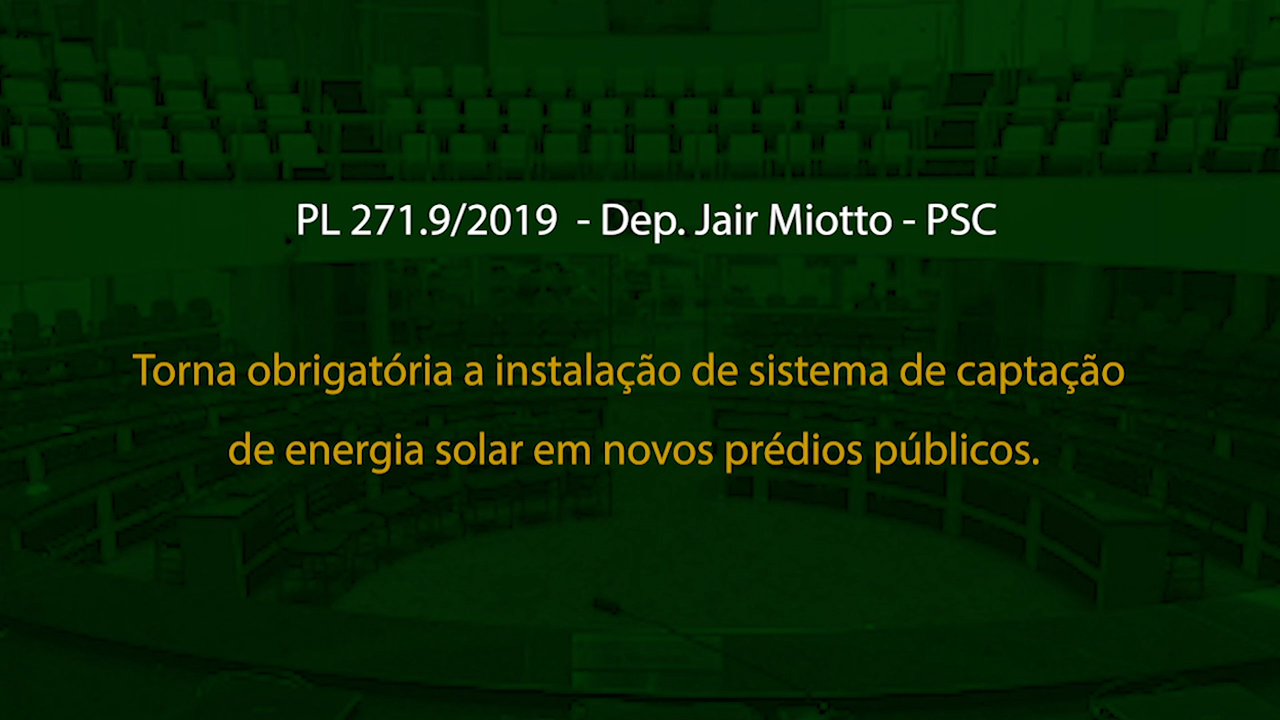 PL 271.9/2019 - Dep. Jair Miotto - PSC
Torna obrigatória a instalação de sistema de captação
de energia solar em novos prédios públicos.